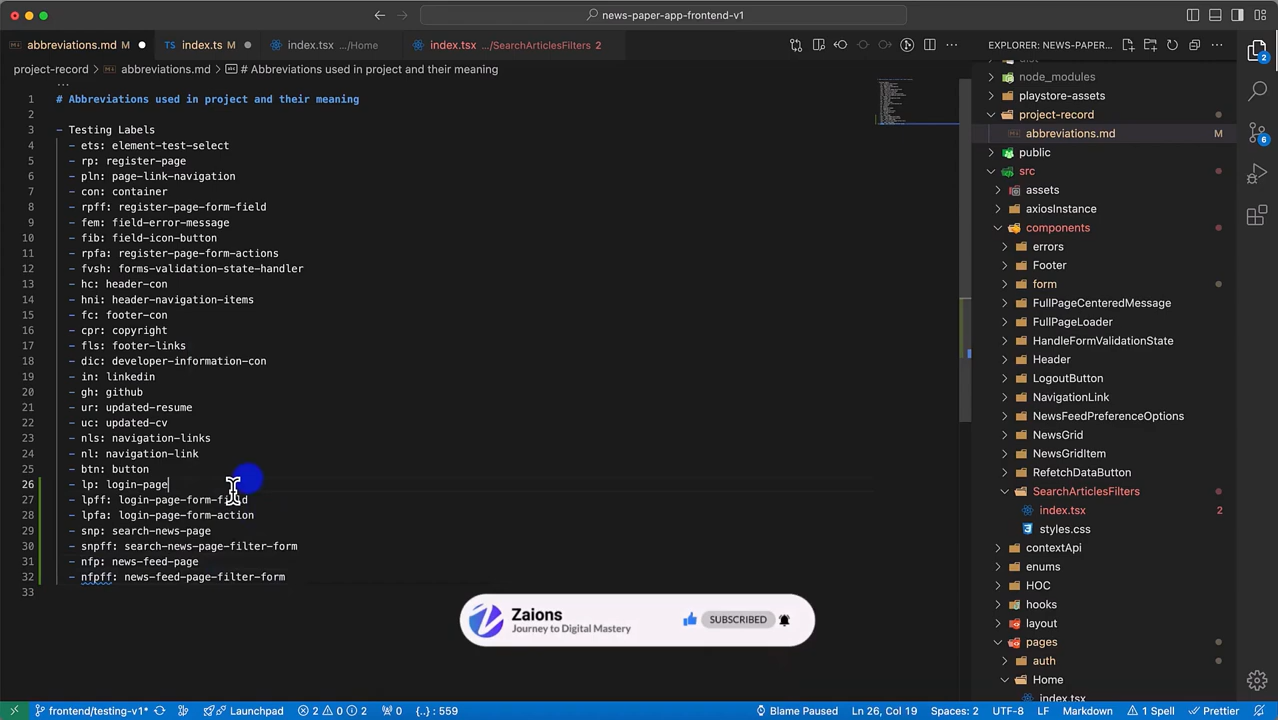 news-paper-app-frontend-v1
abbreviations.md M
index.ts M
index.tsx .../Home
index.tsx .../SearchArticlesFilters 2
EXPLORER: NEWS-PAPER...
project-record
abbreviations.md
# Abbreviations used in project and their meaning
1 # Abbreviations used in project and their meaning
2
3 - Testing Labels
4 - ets: element-test-select
5 - rp: register-page
6 - pln: page-link-navigation
7 - con: container
8 - rpff: register-page-form-field
9 - fem: field-error-message
10 - fib: field-icon-button
11 - rpfa: register-page-form-actions
12 - fvsh: forms-validation-state-handler
13 - hc: header-con
14 - hni: header-navigation-items
15 - fc: footer-con
16 - cpr: copyright
17 - fls: footer-links
18 - dic: developer-information-con
19 - in: linkedin
20 - gh: github
21 - ur: updated-resume
22 - uc: updated-cv
23 - nls: navigation-links
24 - nl: navigation-link
25 - btn: button
26 - lp: login-page
27 - lpff: login-page-form-field
28 - lpfa: login-page-form-action
29 - snp: search-news-page
30 - snpff: search-news-page-filter-form
31 - nfp: news-feed-page
32 - nfpff: news-feed-page-filter-form
33
node_modules
playstore-assets
project-record
abbreviations.md M
public
src
assets
axiosInstance
components
errors
Footer
form
FullPageCenteredMessage
FullPageLoader
HandleFormValidationState
Header
LogoutButton
NavigationLink
NewsFeedPreferenceOptions
NewsGrid
NewsGridItem
RefetchDataButton
SearchArticlesFilters
index.tsx 2
styles.css
contextApi
enums
HOC
hooks
layout
pages
auth
Home
index.tsx
2
6
Zaions
Journey to Digital Mastery
SUBSCRIBED
frontend/testing-v1* Launchpad 2 0 2 0 {..} : 559 Blame Paused Ln 26, Col 19 Spaces: 2 UTF-8 LF Markdown 1 Spell Prettier